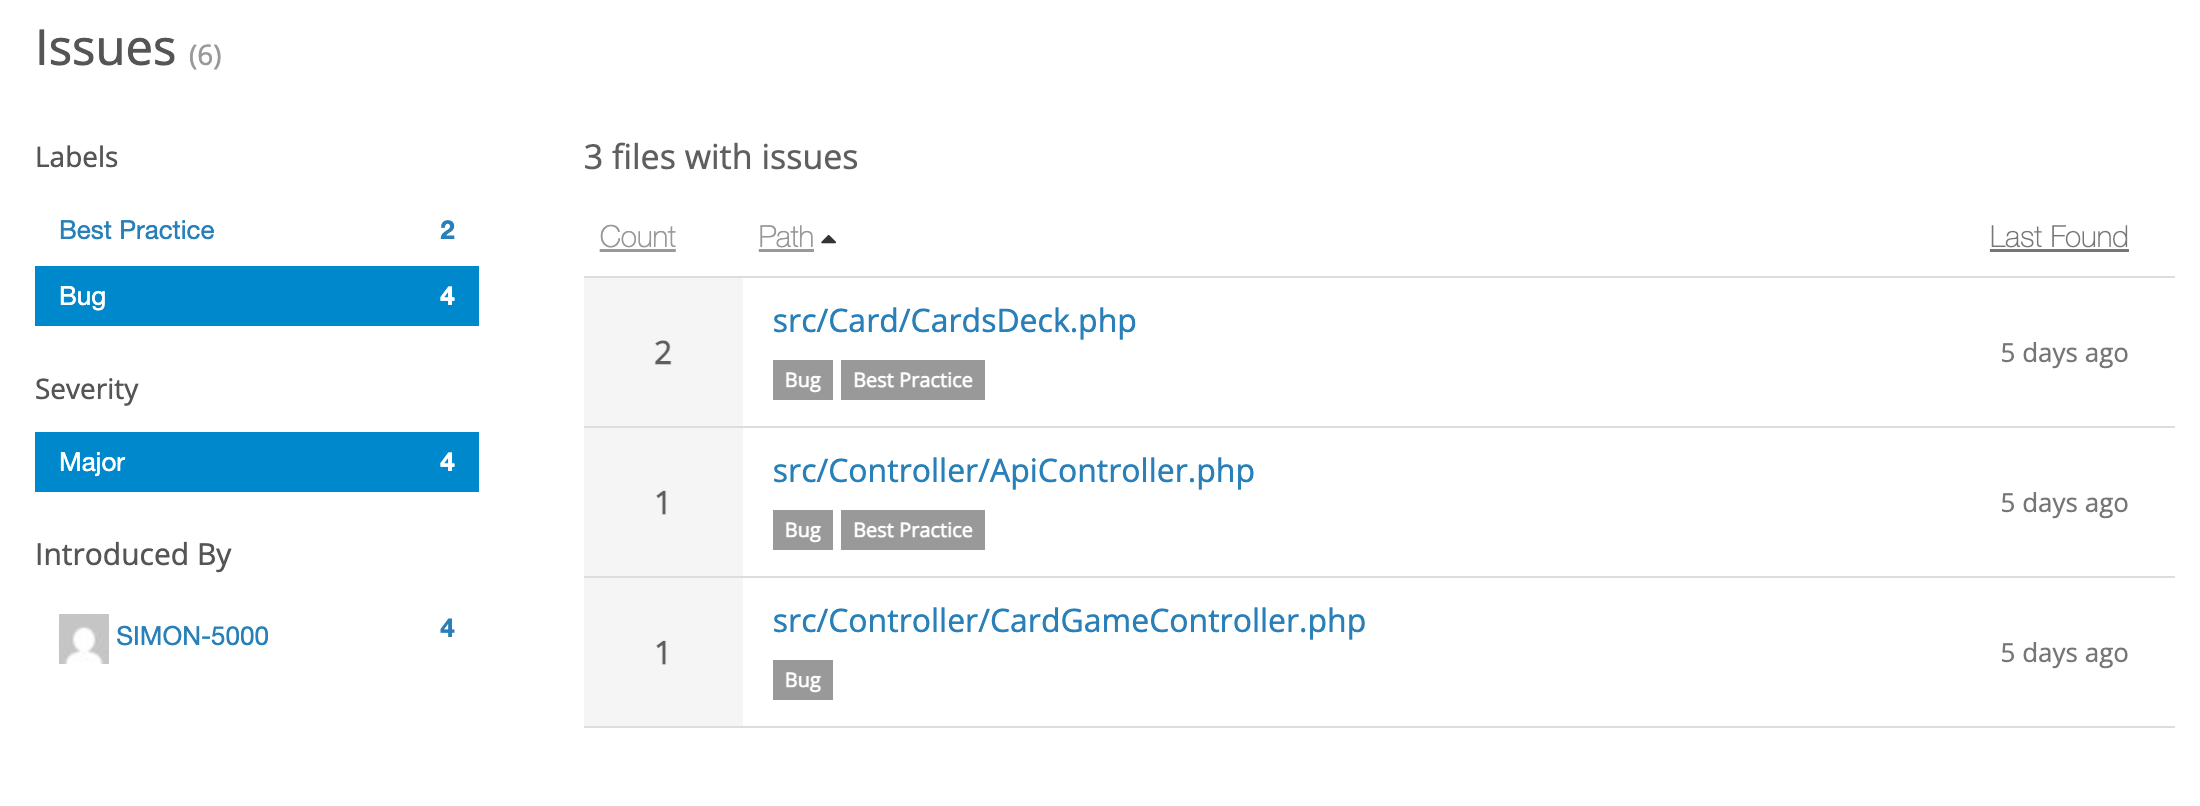 Issues (6)
Labels
Best Practice 2
Bug 4
Severity
Major 4
Introduced By
SIMON-5000 4
3 files with issues
Count Path Last Found
2 src/Card/CardsDeck.php 5 days ago
Bug Best Practice
1 src/Controller/ApiController.php 5 days ago
Bug Best Practice
1 src/Controller/CardGameController.php 5 days ago
Bug